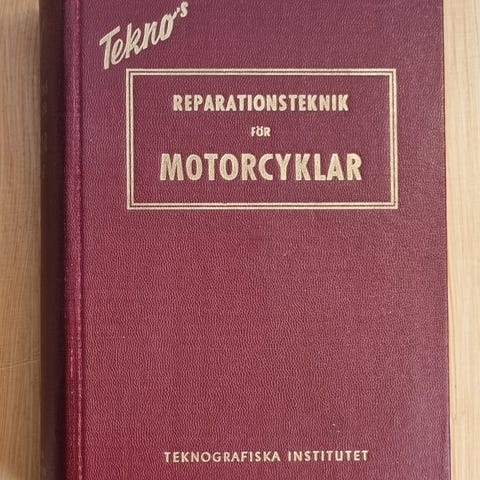 Tekno's
REPARATIONSTEKNIK
FÖR
MOTORCYKLAR
TEKNOGRAFISKA INSTITUTET